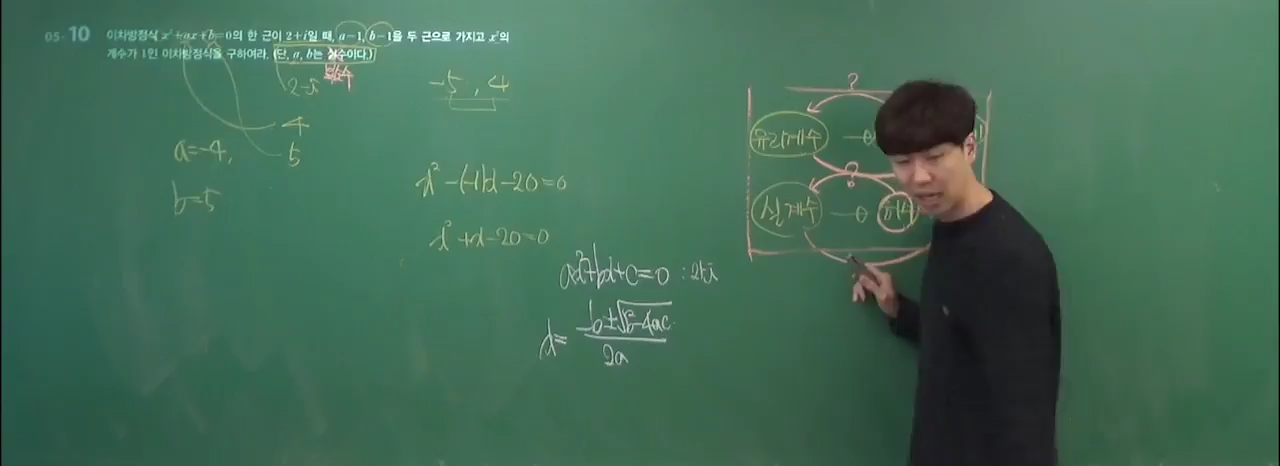 05-10 이차방정식 x²+ax+b=0의 한 근이 2+i일 때, a-1, b-1을 두 근으로 가지고 x²의
계수가 1인 이차방정식을 구하여라. (단, a, b는 실수이다.)
2-i
4
5
a=-4,
b=5
-5, 4
x²-(-1)x-20=0
x²+x-20=0
ax²+bx+c=0 : 2+i
x= -b±√b²-4ac
2a
?
유리계수
?
실계수 허수